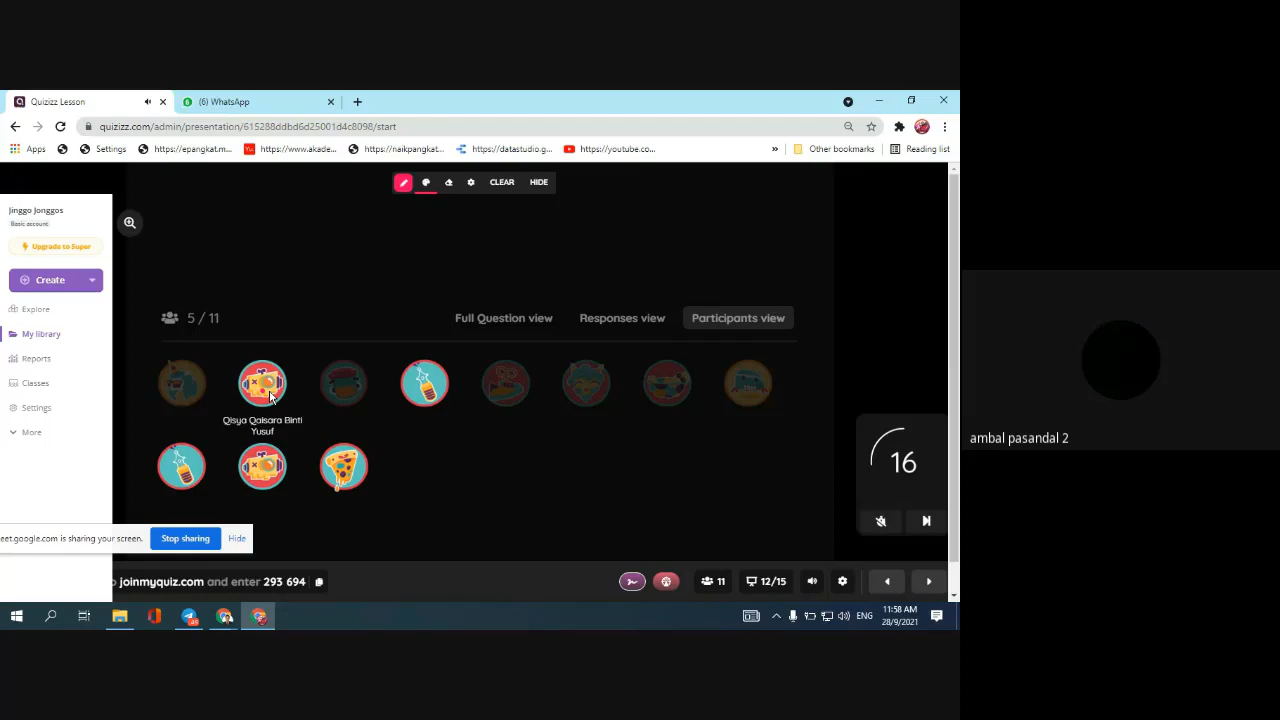 Quizizz Lesson
(6) WhatsApp
quizizz.com/admin/presentation/615288ddbd6d25001d4c8098/start
Apps
Settings
https://epangkat.m...
https://www.akade...
https://naikpangkat...
https://datastudio.g...
https://youtube.co...
»
Other bookmarks
Reading list
CLEAR
HIDE
Jinggo Jonggos
Basic account
Upgrade to Super
Create
Explore
My library
Reports
Classes
Settings
More
5 / 11
Full Question view
Responses view
Participants view
Qisya Qaisara Binti
Yusuf
16
ambal pasandal 2
eet.google.com is sharing your screen.
Stop sharing
Hide
joinmyquiz.com and enter 293 694
11
12/15
ENG
11:58 AM
28/9/2021